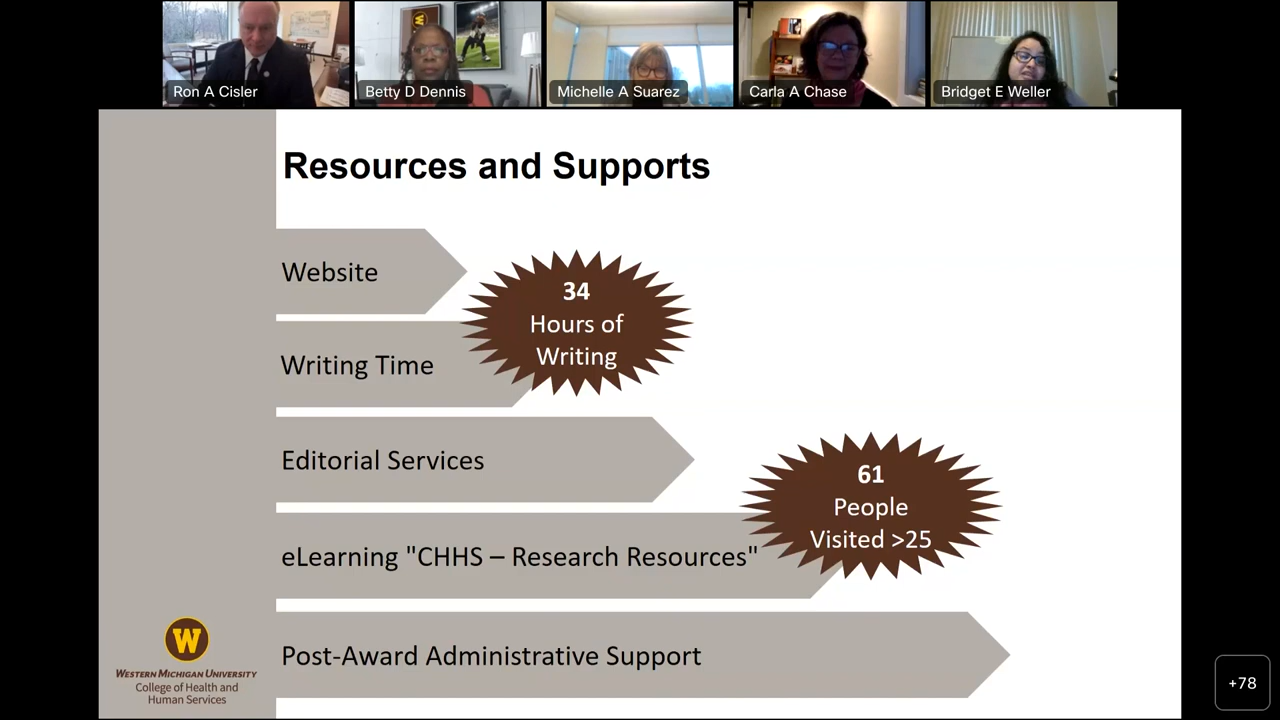 Ron A Cisler
Betty D Dennis
Michelle A Suarez
Carla A Chase
Bridget E Weller
Resources and Supports
Website
34
Hours of
Writing
Writing Time
Editorial Services
61
People
Visited >25
eLearning "CHHS – Research Resources"
Post-Award Administrative Support
W
WESTERN MICHIGAN UNIVERSITY
College of Health and
Human Services
+78